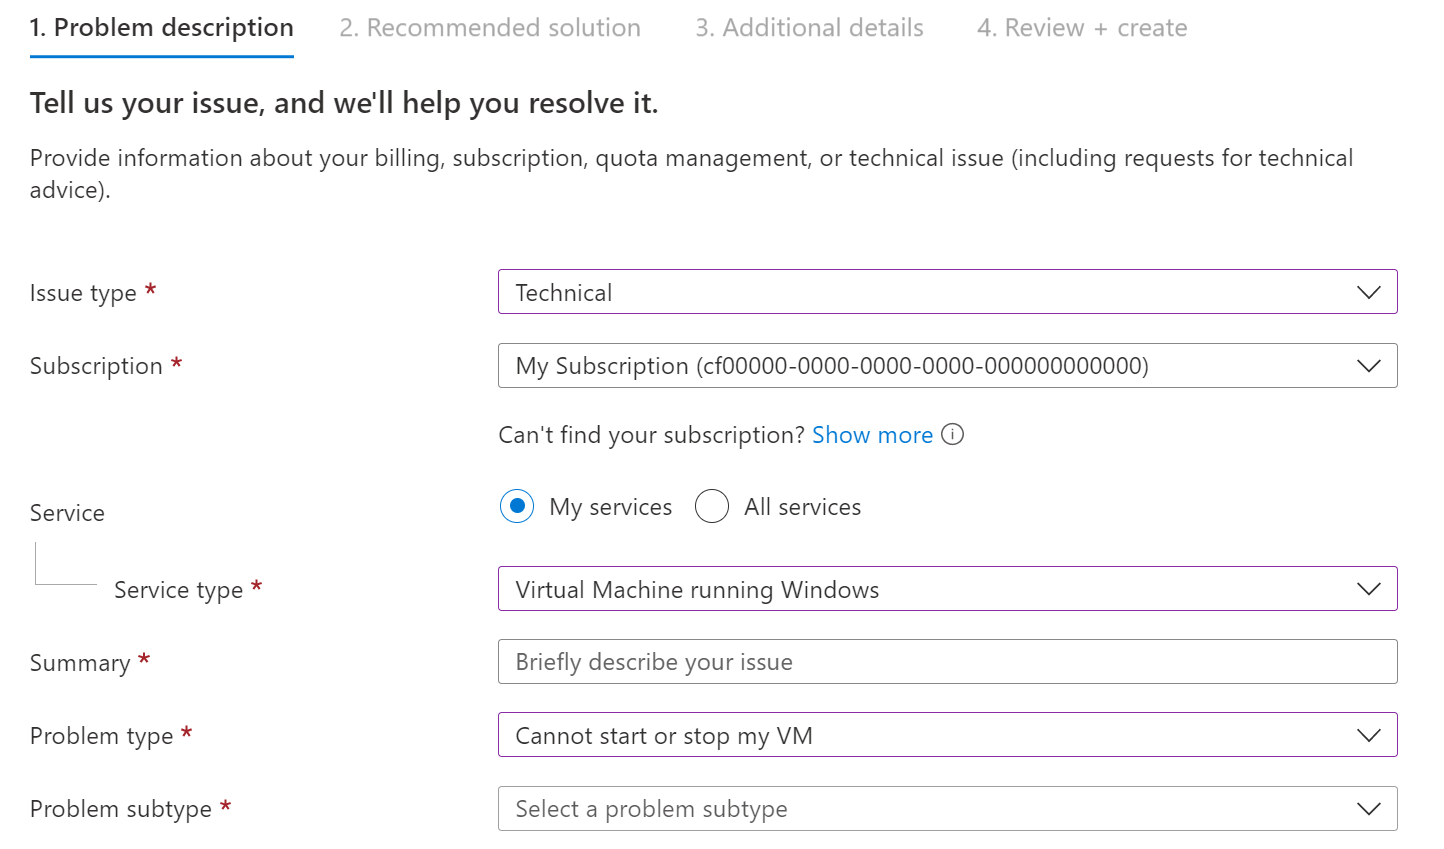 1. Problem description 2. Recommended solution 3. Additional details 4. Review + create
Tell us your issue, and we'll help you resolve it.
Provide information about your billing, subscription, quota management, or technical issue (including requests for technical
advice).
Issue type * Technical
Subscription * My Subscription (cf00000-0000-0000-0000-000000000000)
Can't find your subscription? Show more
Service My services All services
Service type * Virtual Machine running Windows
Summary * Briefly describe your issue
Problem type * Cannot start or stop my VM
Problem subtype * Select a problem subtype